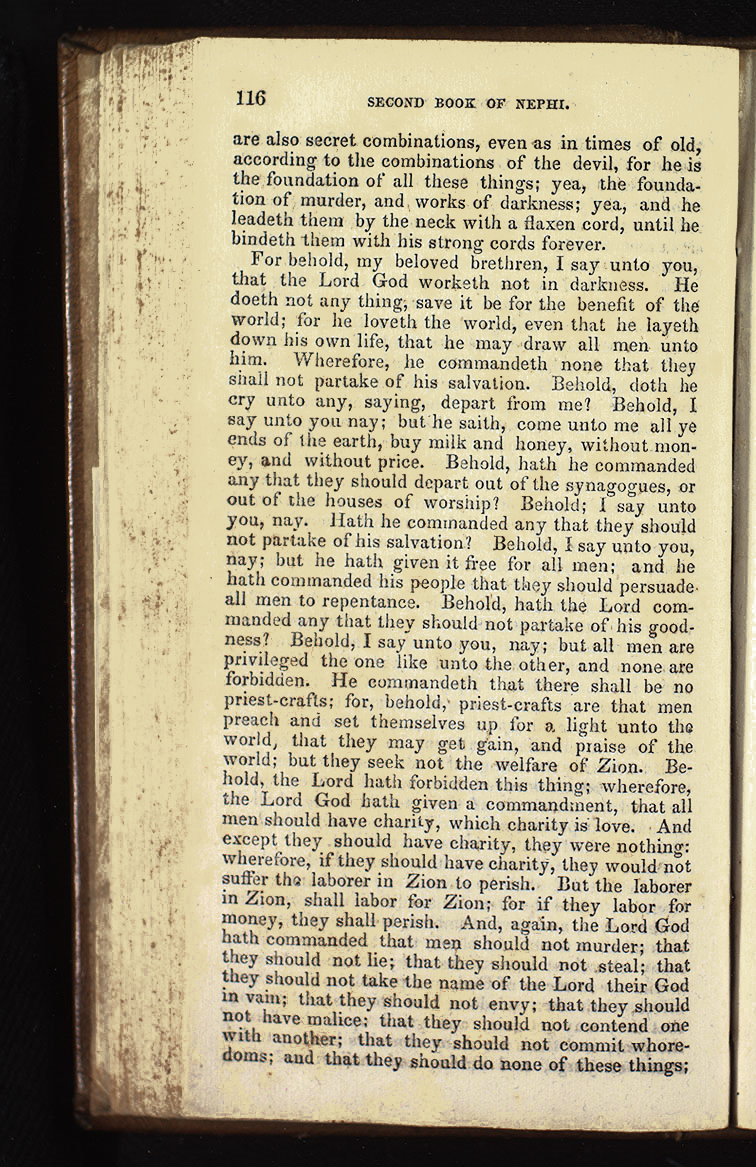 116 SECOND BOOK OF NEPHI.
are also secret combinations, even as in times of old,
according to the combinations of the devil, for he is
the foundation of all these things; yea, the founda-
tion of murder, and works of darkness; yea, and he
leadeth them by the neck with a flaxen cord, until he
bindeth them with his strong cords forever.
For behold, my beloved brethren, I say unto you,
that the Lord God worketh not in darkness. He
doeth not any thing, save it be for the benefit of the
world; for he loveth the world, even that he layeth
down his own life, that he may draw all men unto
him. Wherefore, he commandeth none that they
shall not partake of his salvation. Behold, doth he
cry unto any, saying, depart from me? Behold, I
say unto you nay; but he saith, come unto me all ye
ends of the earth, buy milk and honey, without mon-
ey, and without price. Behold, hath he commanded
any that they should depart out of the synagogues, or
out of the houses of worship? Behold; I say unto
you, nay. Hath he commanded any that they should
not partake of his salvation? Behold, I say unto you,
nay; but he hath given it free for all men; and he
hath commanded his people that they should persuade
all men to repentance. Behold, hath the Lord com-
manded any that they should not partake of his good-
ness? Behold, I say unto you, nay; but all men are
privileged the one like unto the other, and none are
forbidden. He commandeth that there shall be no
priest-crafts; for, behold, priest-crafts are that men
preach and set themselves up for a light unto the
world, that they may get gain, and praise of the
world; but they seek not the welfare of Zion. Be-
hold, the Lord hath forbidden this thing; wherefore,
the Lord God hath given a commandment, that all
men should have charity, which charity is love. And
except they should have charity, they were nothing:
wherefore, if they should have charity, they would not
suffer the laborer in Zion to perish. But the laborer
in Zion, shall labor for Zion; for if they labor for
money, they shall perish. And, again, the Lord God
hath commanded that men should not murder; that
they should not lie; that they should not steal; that
they should not take the name of the Lord their God
in vain; that they should not envy; that they should
not have malice; that they should not contend one
with another; that they should not commit whore-
doms; and that they should do none of these things;